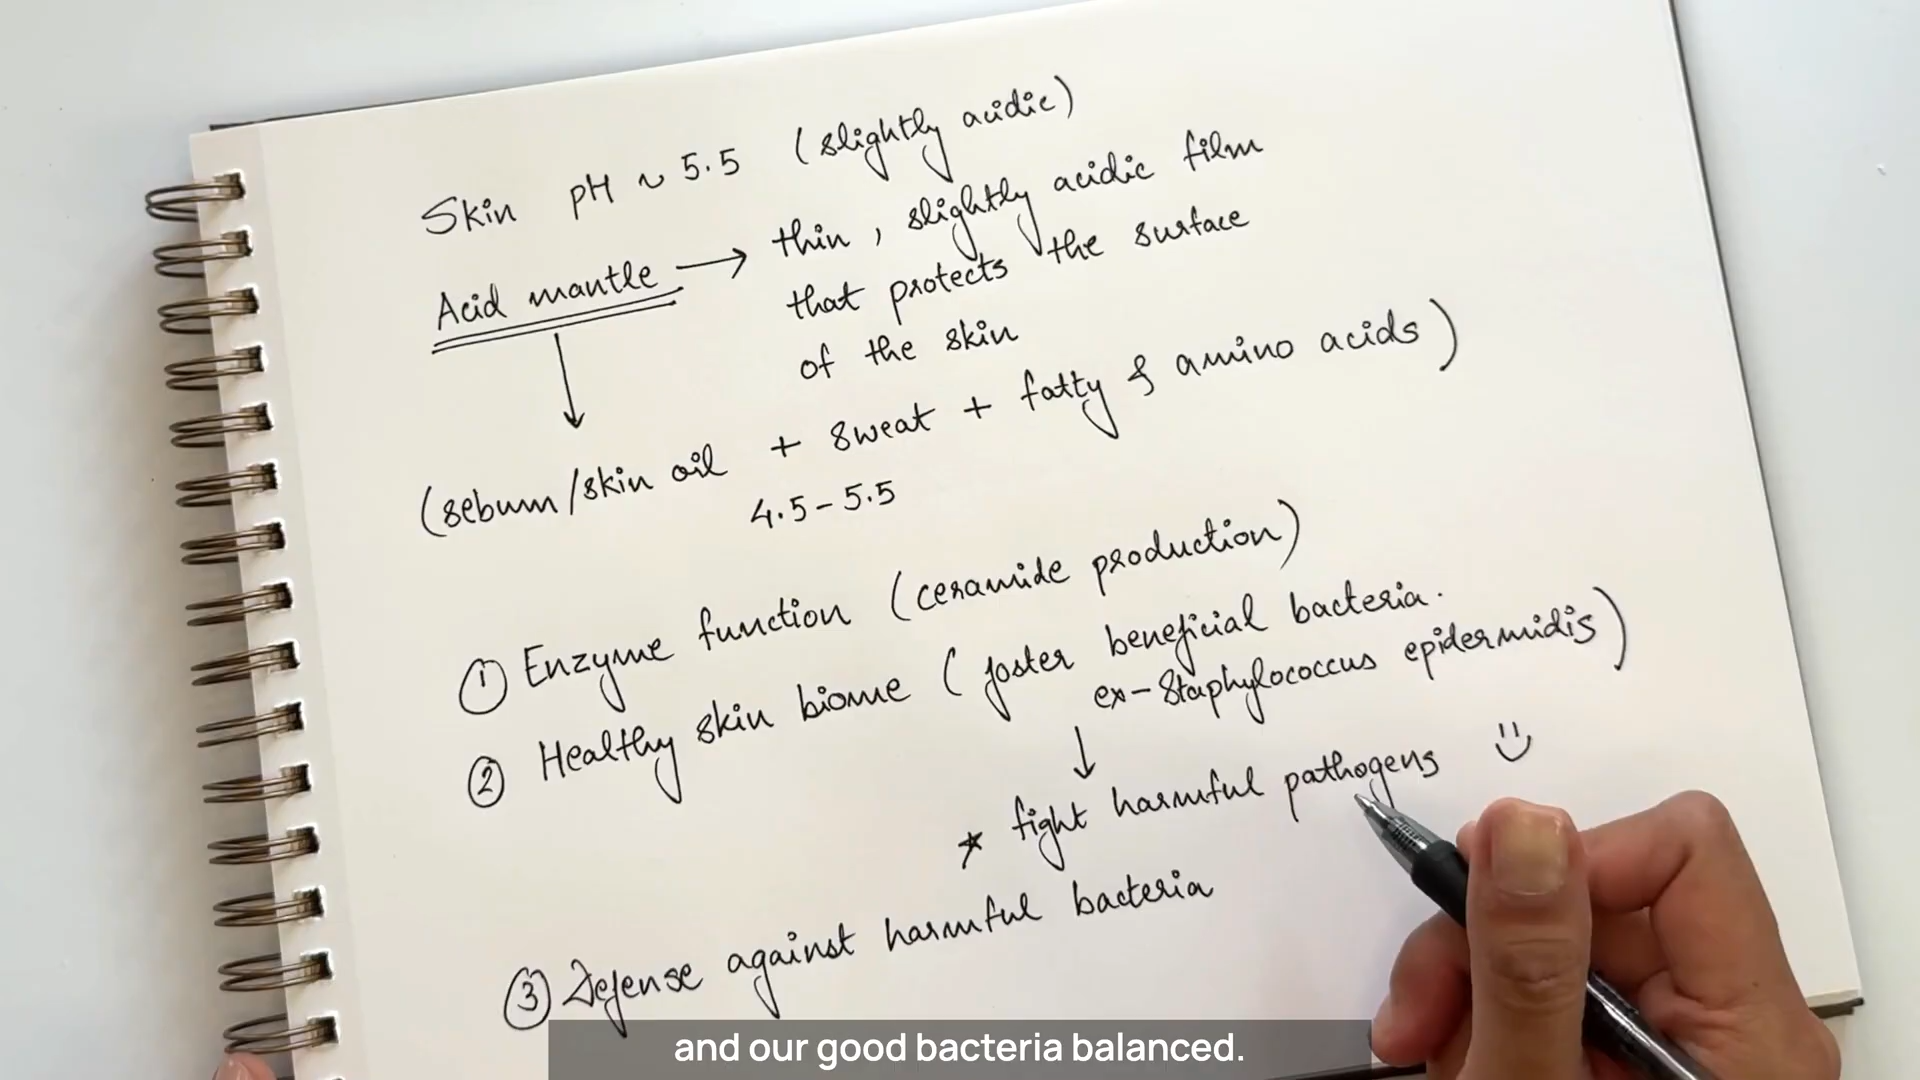 Skin pH ~ 5.5 (slightly acidic)
Acid mantle → thin, slightly acidic film
that protects the surface
of the skin
(sebum/skin oil + sweat + fatty & amino acids)
4.5 - 5.5
① Enzyme function (ceramide production)
② Healthy skin biome (foster beneficial bacteria.
ex - Staphylococcus epidermidis)
* fight harmful pathogens
③ Defense against harmful bacteria
and our good bacteria balanced.